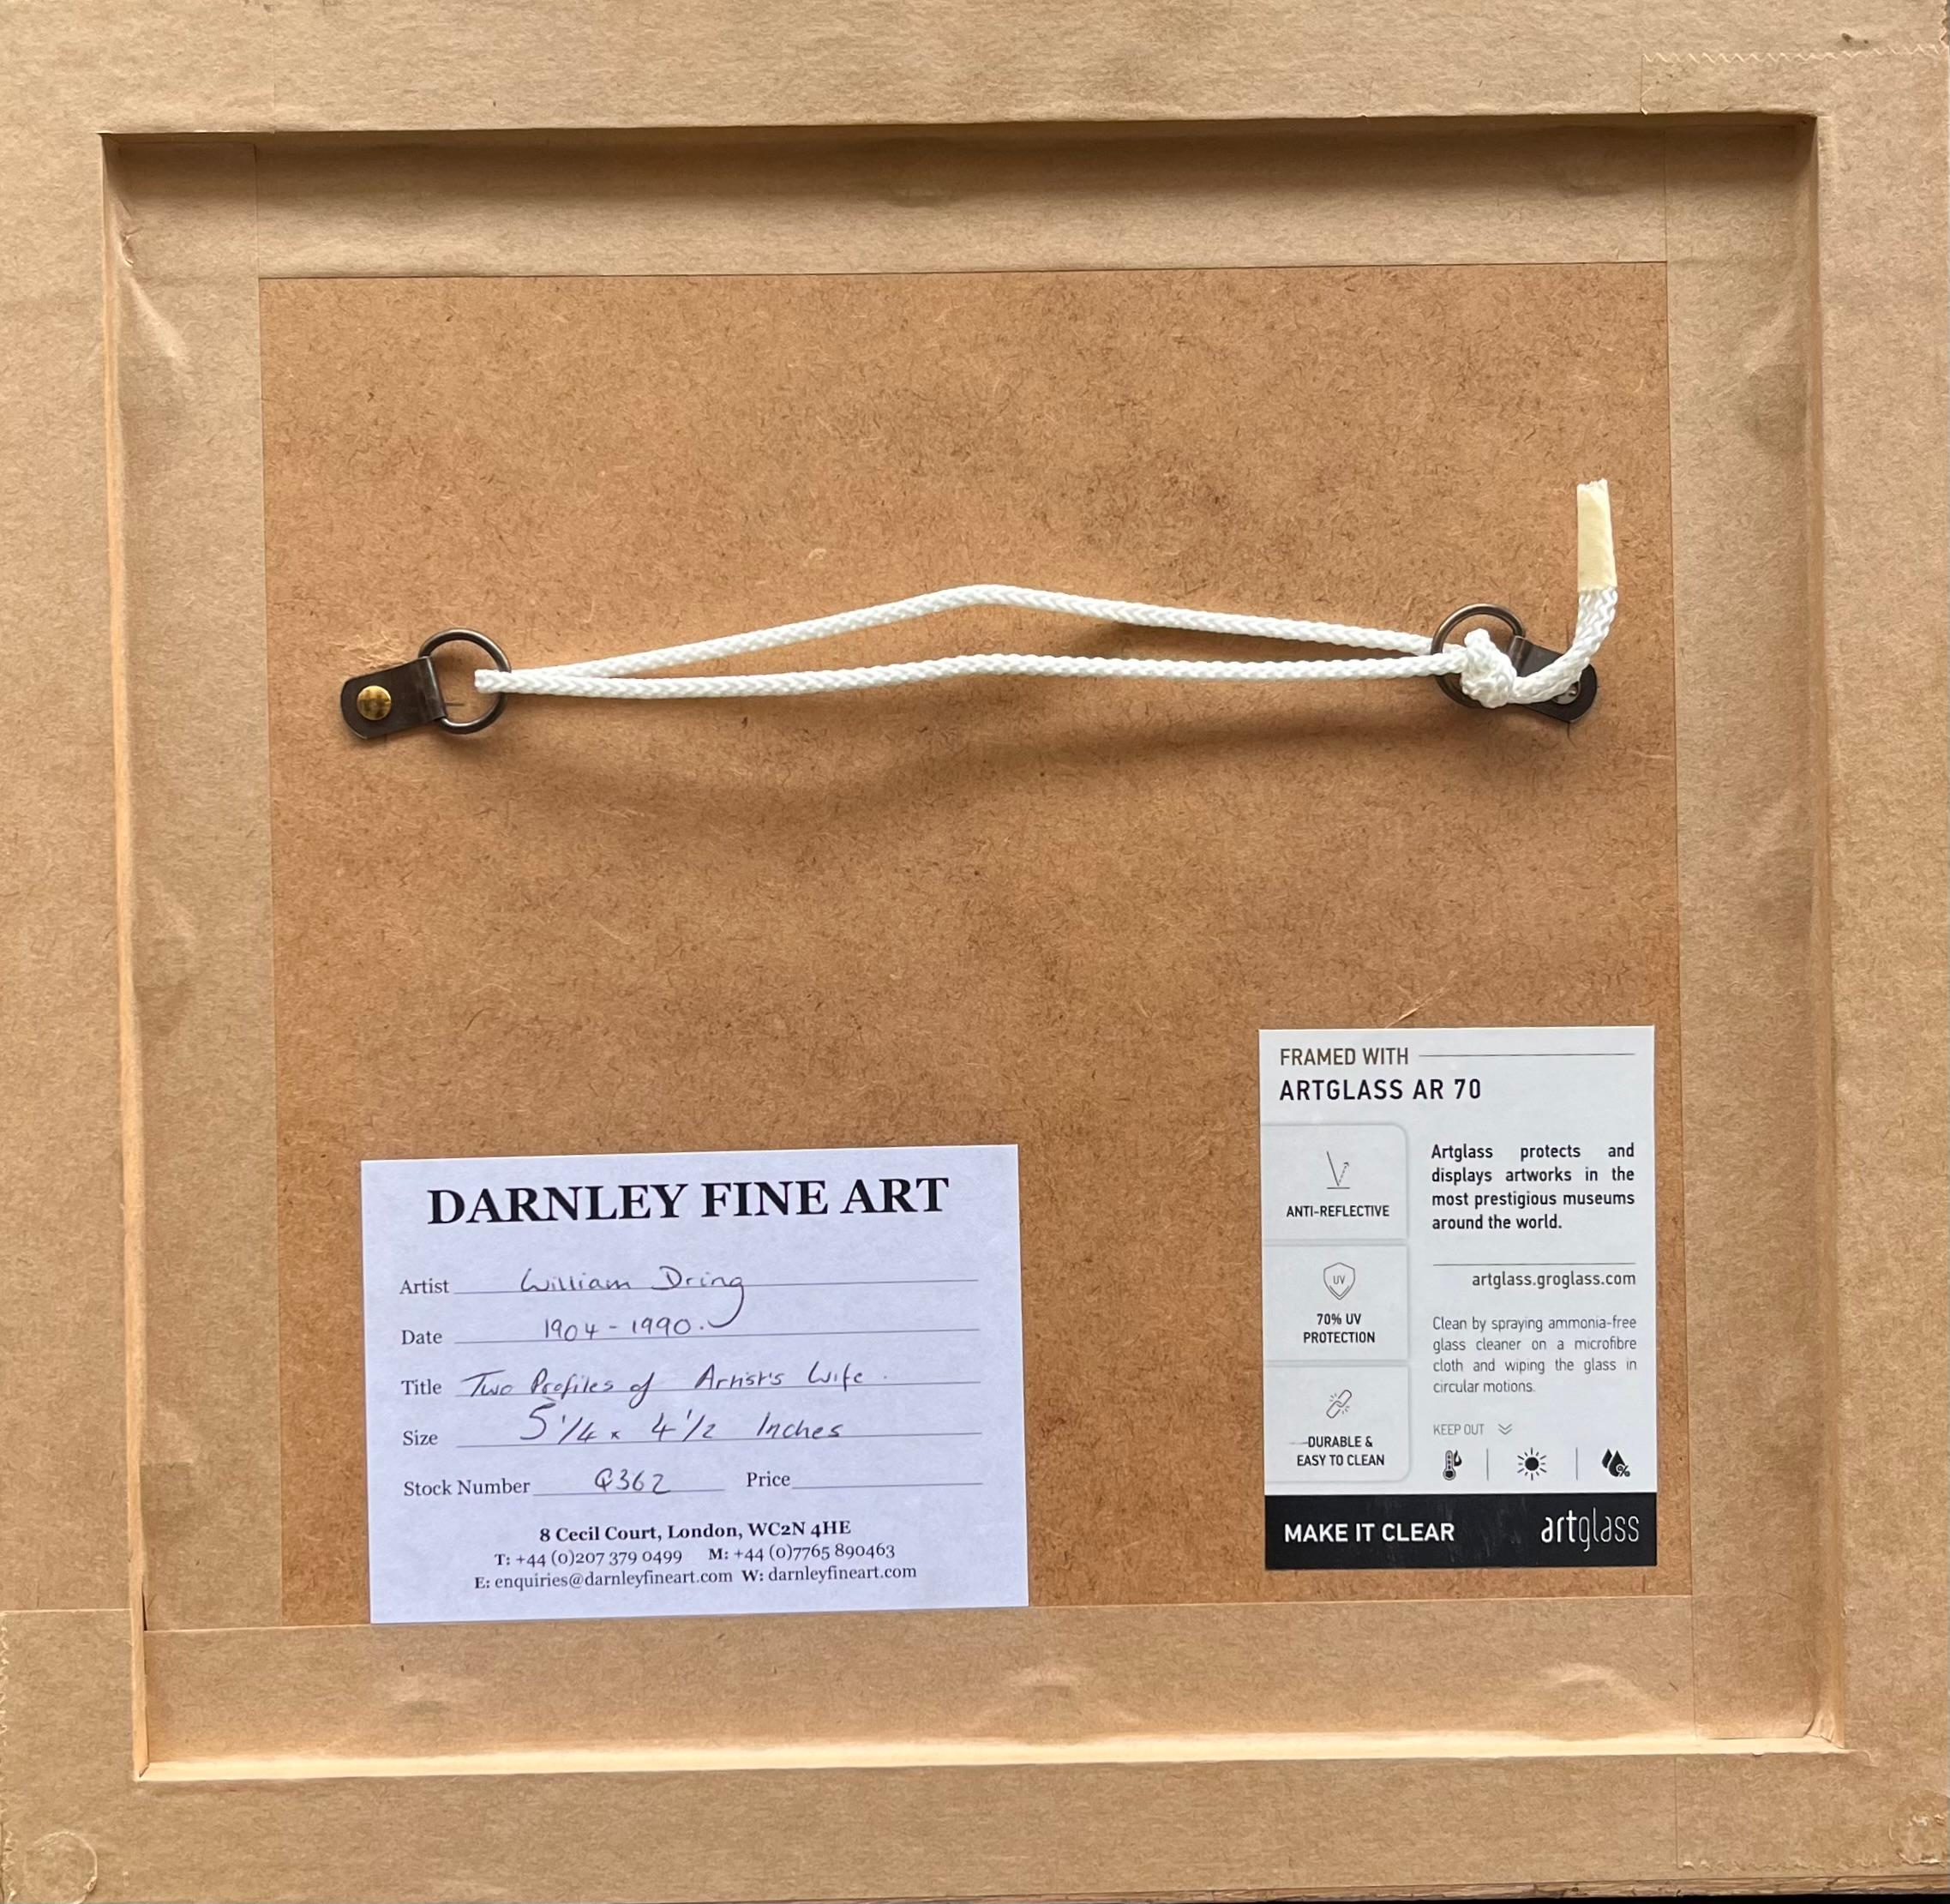 DARNLEY FINE ART
Artist William Dring
Date 1904 - 1990.
Title Two Profiles of Artist's Wife.
Size 5 1/4 x 4 1/2 Inches
Stock Number Q362 Price
8 Cecil Court, London, WC2N 4HE
T: +44 (0)207 379 0499 M: +44 (0)7765 890463
E: enquiries@darnleyfineart.com W: darnleyfineart.com
FRAMED WITH
ARTGLASS AR 70
ANTI-REFLECTIVE
UV
70% UV
PROTECTION
DURABLE &
EASY TO CLEAN
Artglass protects and
displays artworks in the
most prestigious museums
around the world.
artglass.groglass.com
Clean by spraying ammonia-free
glass cleaner on a microfibre
cloth and wiping the glass in
circular motions.
KEEP OUT
%
MAKE IT CLEAR
artglass